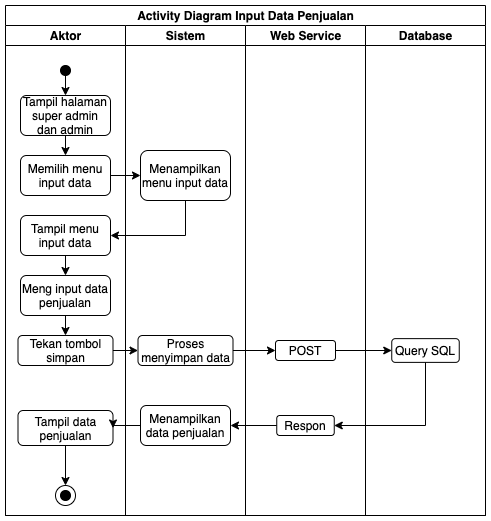 Activity Diagram Input Data Penjualan
Aktor
Sistem
Web Service
Database
Tampil halaman
super admin
dan admin
Memilih menu
input data
Menampilkan
menu input data
Tampil menu
input data
Meng input data
penjualan
Tekan tombol
simpan
Proses
menyimpan data
POST
Query SQL
Tampil data
penjualan
Menampilkan
data penjualan
Respon